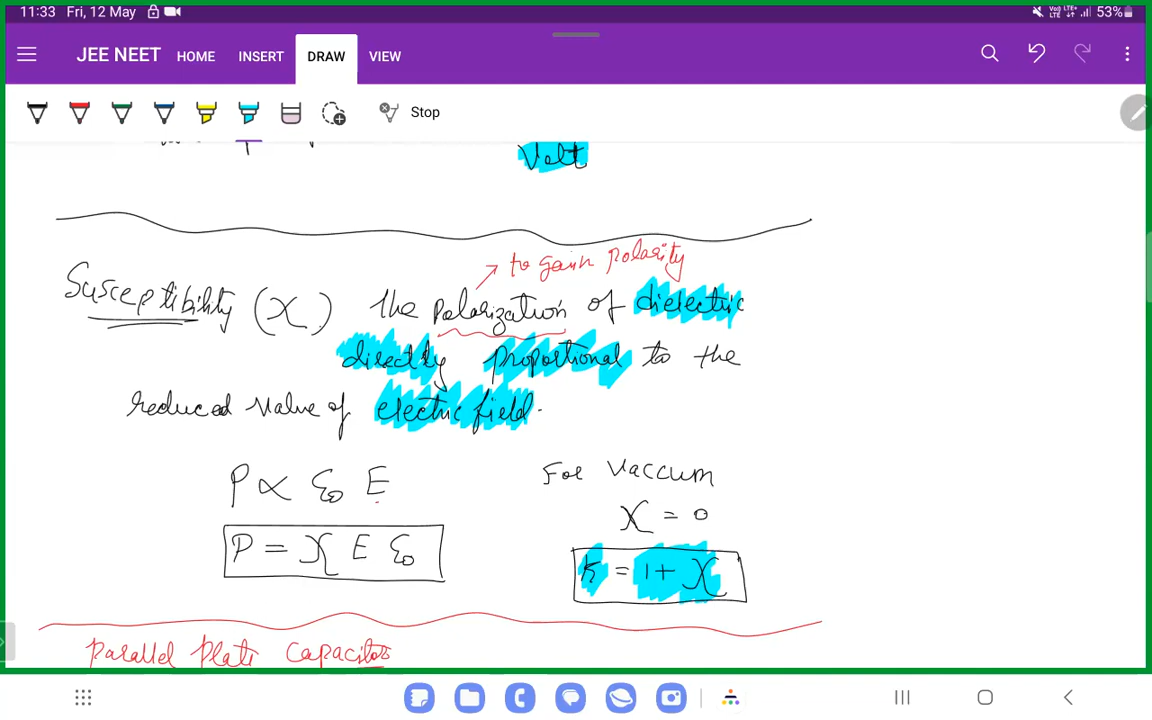 11:33 Fri, 12 May 53%
JEE NEET HOME INSERT DRAW VIEW
Stop
Volt
to gain polarity
Susceptibility (χ) The polarization of dielectric
directly proportional to the
reduced value of electric field.
P ∝ ε₀ E
For Vaccum
χ = 0
P = χ E ε₀
K = 1 + χ
Parallel Plate Capacitor